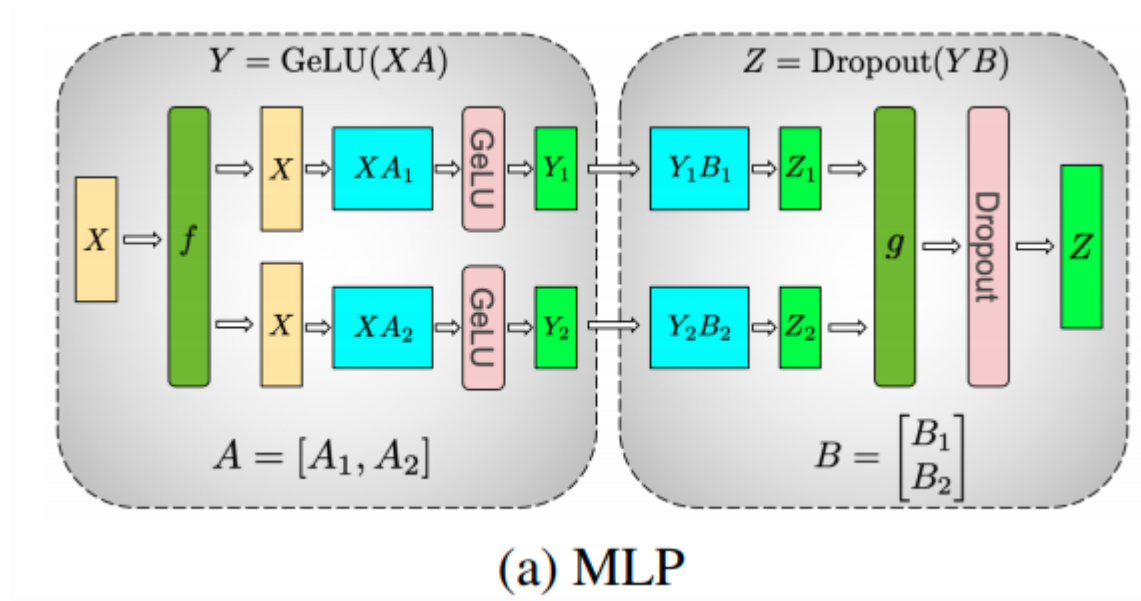 Y = GeLU(XA)
Z = Dropout(YB)
X
f
X
XA₁
GeLU
Y₁
Y₁B₁
Z₁
X
XA₂
GeLU
Y₂
Y₂B₂
Z₂
g
Dropout
Z
A = [A₁, A₂]
B = [B₁
B₂]
(a) MLP